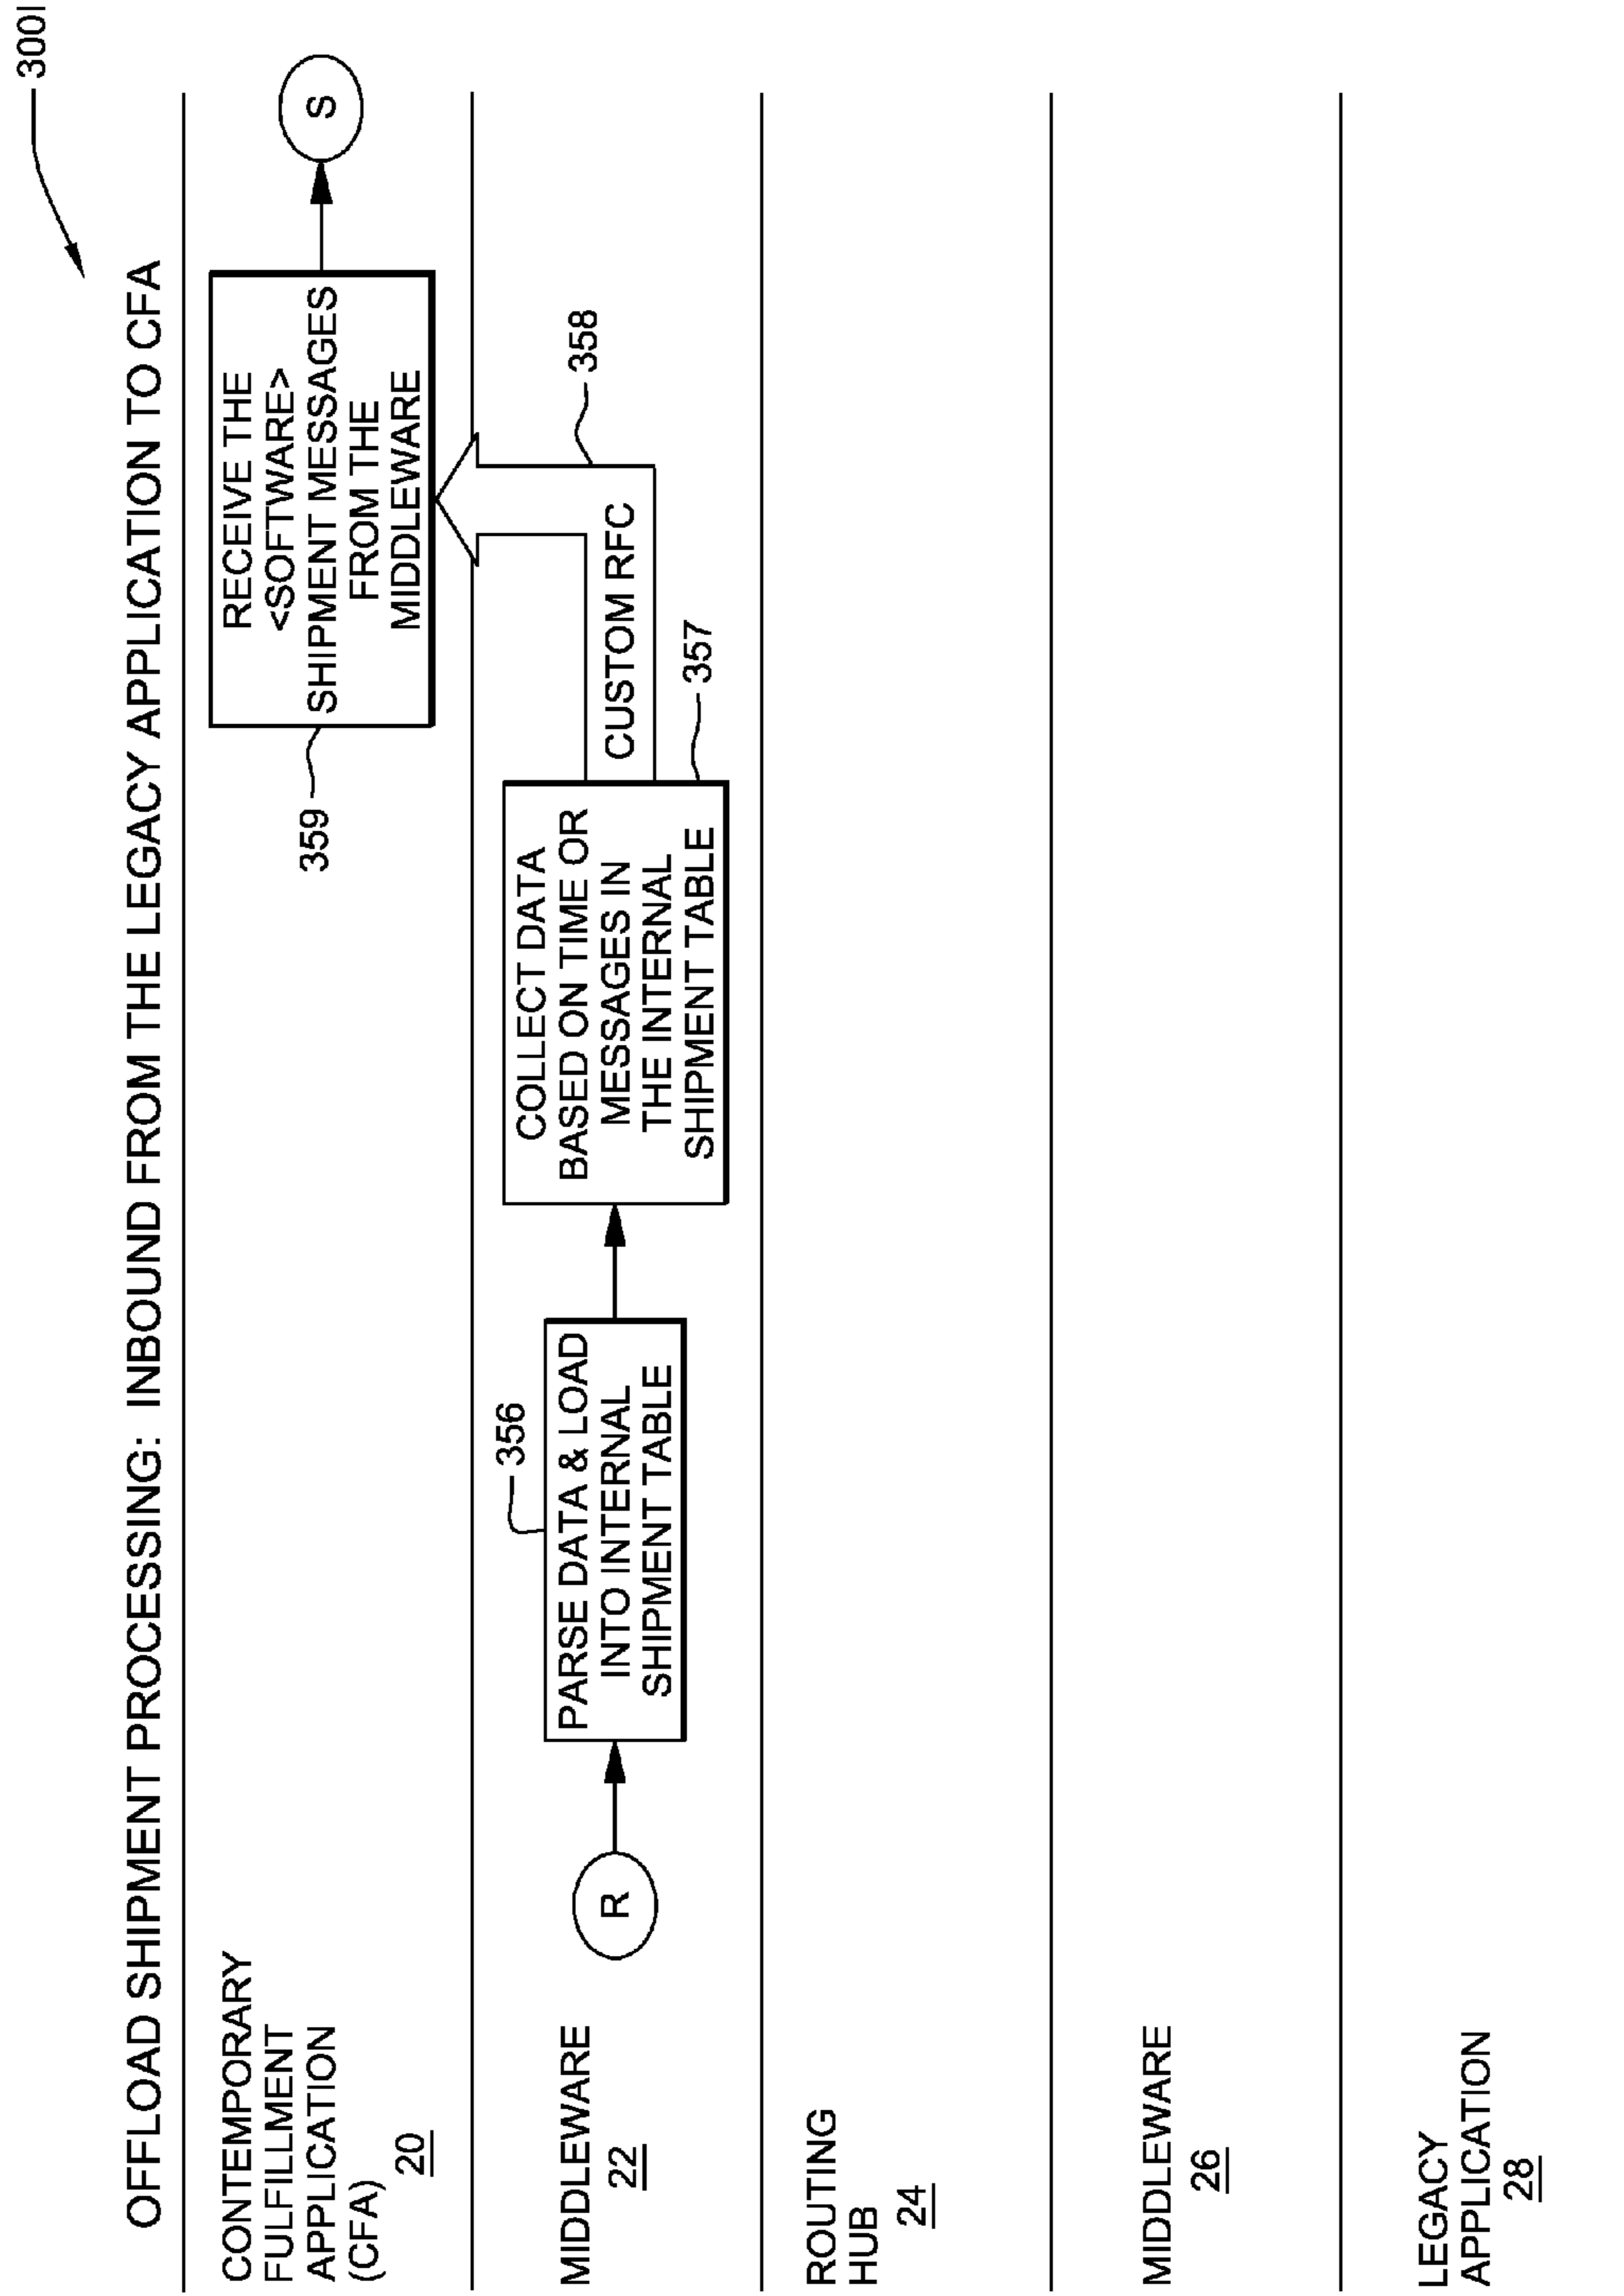 300I
OFFLOAD SHIPMENT PROCESSING: INBOUND FROM THE LEGACY APPLICATION TO CFA
CONTEMPORARY
FULFILLMENT
APPLICATION
(CFA)
20
359
RECEIVE THE
<SOFTWARE>
SHIPMENT MESSAGES
FROM THE
MIDDLEWARE
S
MIDDLEWARE
22
R
356
PARSE DATA & LOAD
INTO INTERNAL
SHIPMENT TABLE
COLLECT DATA
BASED ON TIME OR
MESSAGES IN
THE INTERNAL
SHIPMENT TABLE
357
CUSTOM RFC
358
ROUTING
HUB
24
MIDDLEWARE
26
LEGACY
APPLICATION
28